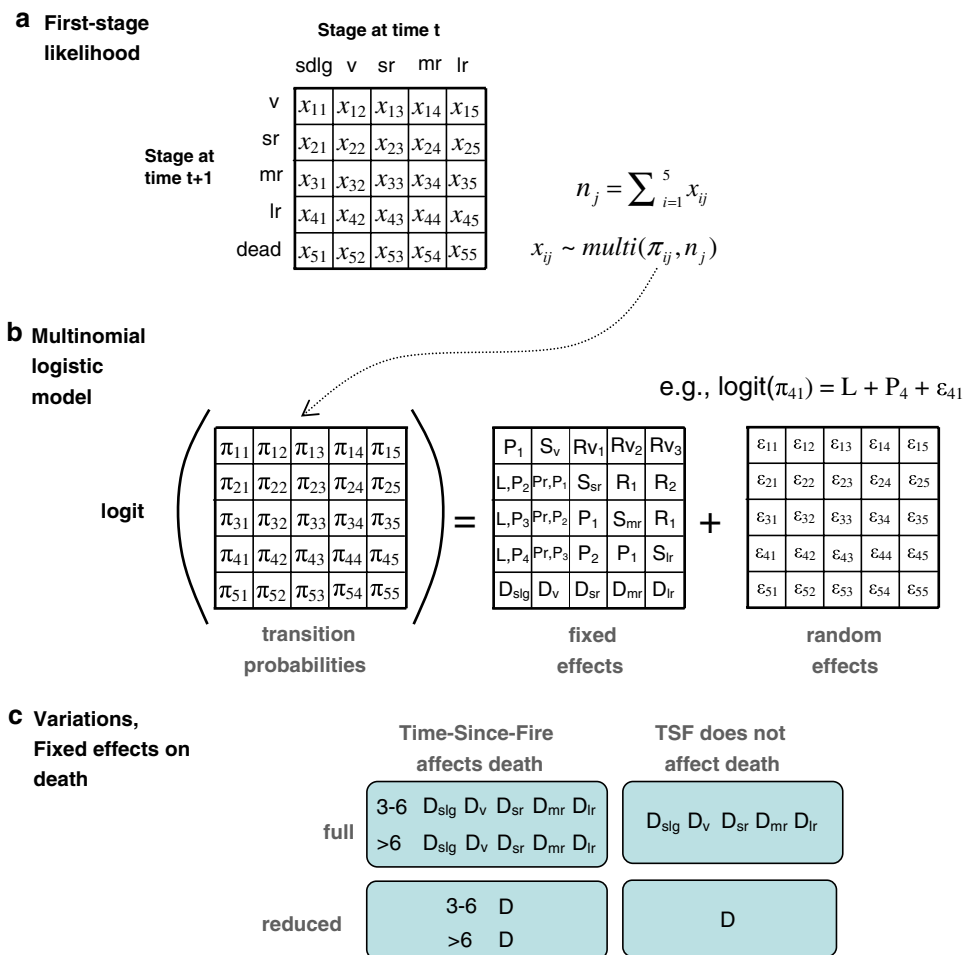 a First-stage
likelihood
Stage at time t
sdlg v sr mr lr
v x11 x12 x13 x14 x15
sr x21 x22 x23 x24 x25
Stage at
time t+1
mr x31 x32 x33 x34 x35
lr x41 x42 x43 x44 x45
dead x51 x52 x53 x54 x55
n_j = ∑ _{i=1}^{5} x_{ij}
x_{ij} ~ multi(π_{ij}, n_j)
b Multinomial
logistic
model
e.g., logit(π41) = L + P4 + ε41
logit
π11 π12 π13 π14 π15
π21 π22 π23 π24 π25
π31 π32 π33 π34 π35
π41 π42 π43 π44 π45
π51 π52 π53 π54 π55
=
P1 Sv Rv1 Rv2 Rv3
L,P2 Pr,P1 Ssr R1 R2
L,P3 Pr,P2 P1 Smr R1
L,P4 Pr,P3 P2 P1 Slr
Dslg Dv Dsr Dmr Dlr
+
ε11 ε12 ε13 ε14 ε15
ε21 ε22 ε23 ε24 ε25
ε31 ε32 ε33 ε34 ε35
ε41 ε42 ε43 ε44 ε45
ε51 ε52 ε53 ε54 ε55
transition
probabilities
fixed
effects
random
effects
c Variations,
Fixed effects on
death
Time-Since-Fire
affects death
TSF does not
affect death
full
3-6 Dslg Dv Dsr Dmr Dlr
>6 Dslg Dv Dsr Dmr Dlr
Dslg Dv Dsr Dmr Dlr
reduced
3-6 D
>6 D
D